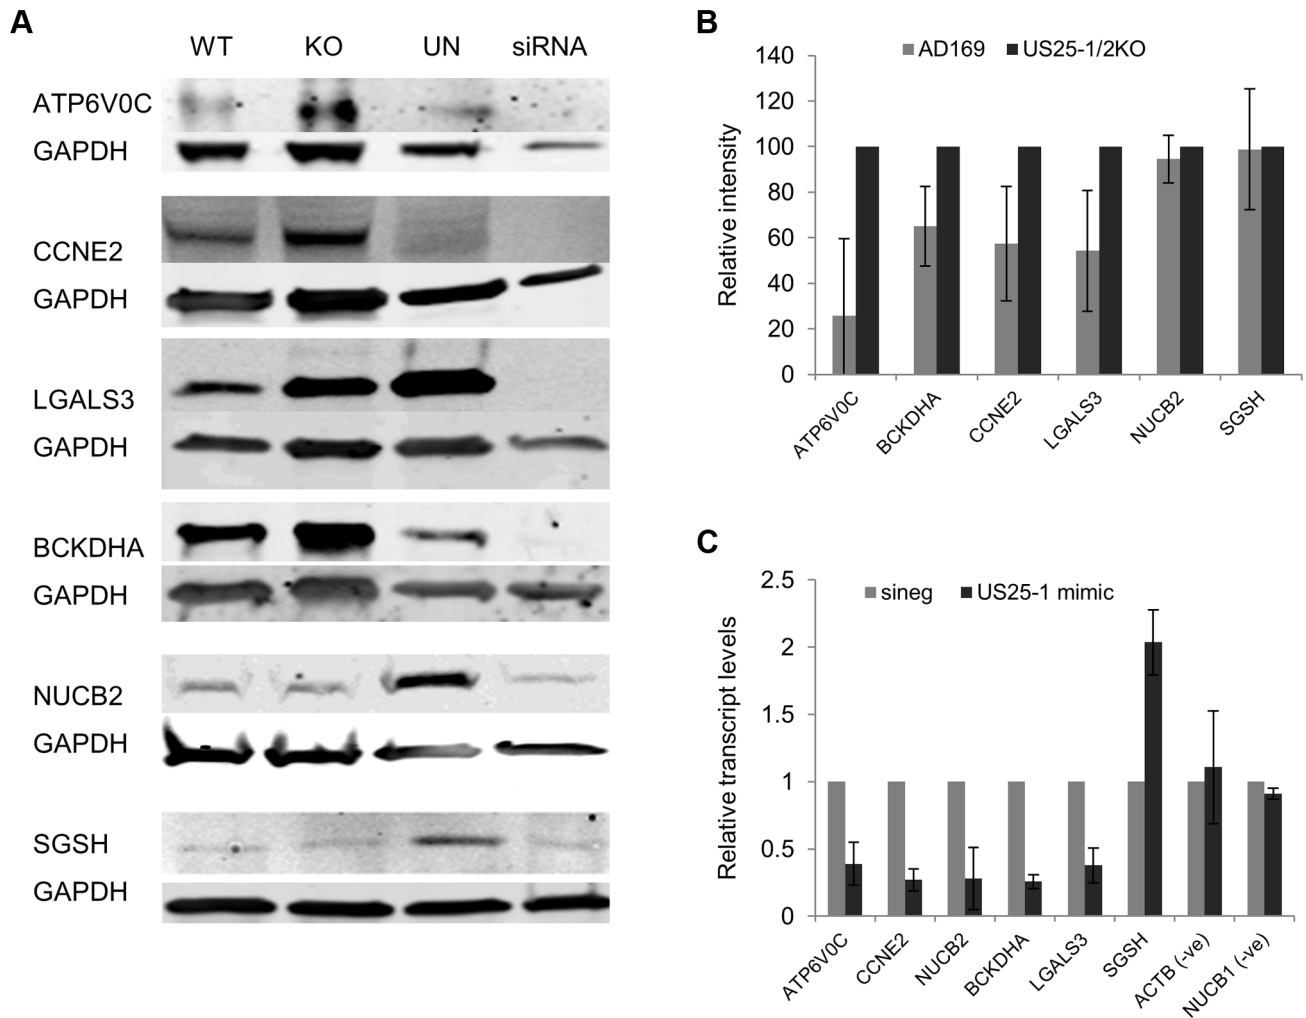 A
WT KO UN siRNA
ATP6V0C
GAPDH
CCNE2
GAPDH
LGALS3
GAPDH
BCKDHA
GAPDH
NUCB2
GAPDH
SGSH
GAPDH
B
AD169 US25-1/2KO
Relative intensity
140
120
100
80
60
40
20
0
ATP6V0C BCKDHA CCNE2 LGALS3 NUCB2 SGSH
C
sineg US25-1 mimic
Relative transcript levels
2.5
2
1.5
1
0.5
0
ATP6V0C CCNE2 NUCB2 BCKDHA LGALS3 SGSH ACTB (-ve) NUCB1 (-ve)